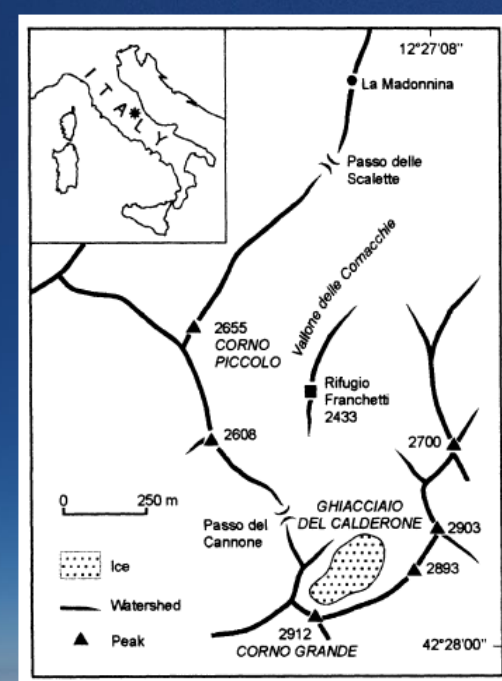 ITALY
12°27'08''
La Madonnina
Passo delle
Scalette
Vallone delle Cornacchie
2655
CORNO
PICCOLO
Rifugio
Franchetti
2433
2608
2700
0 250 m
GHIACCIAIO
DEL CALDERONE
Passo del
Cannone
2903
2893
Ice
Watershed
Peak
2912
CORNO GRANDE
42°28'00''